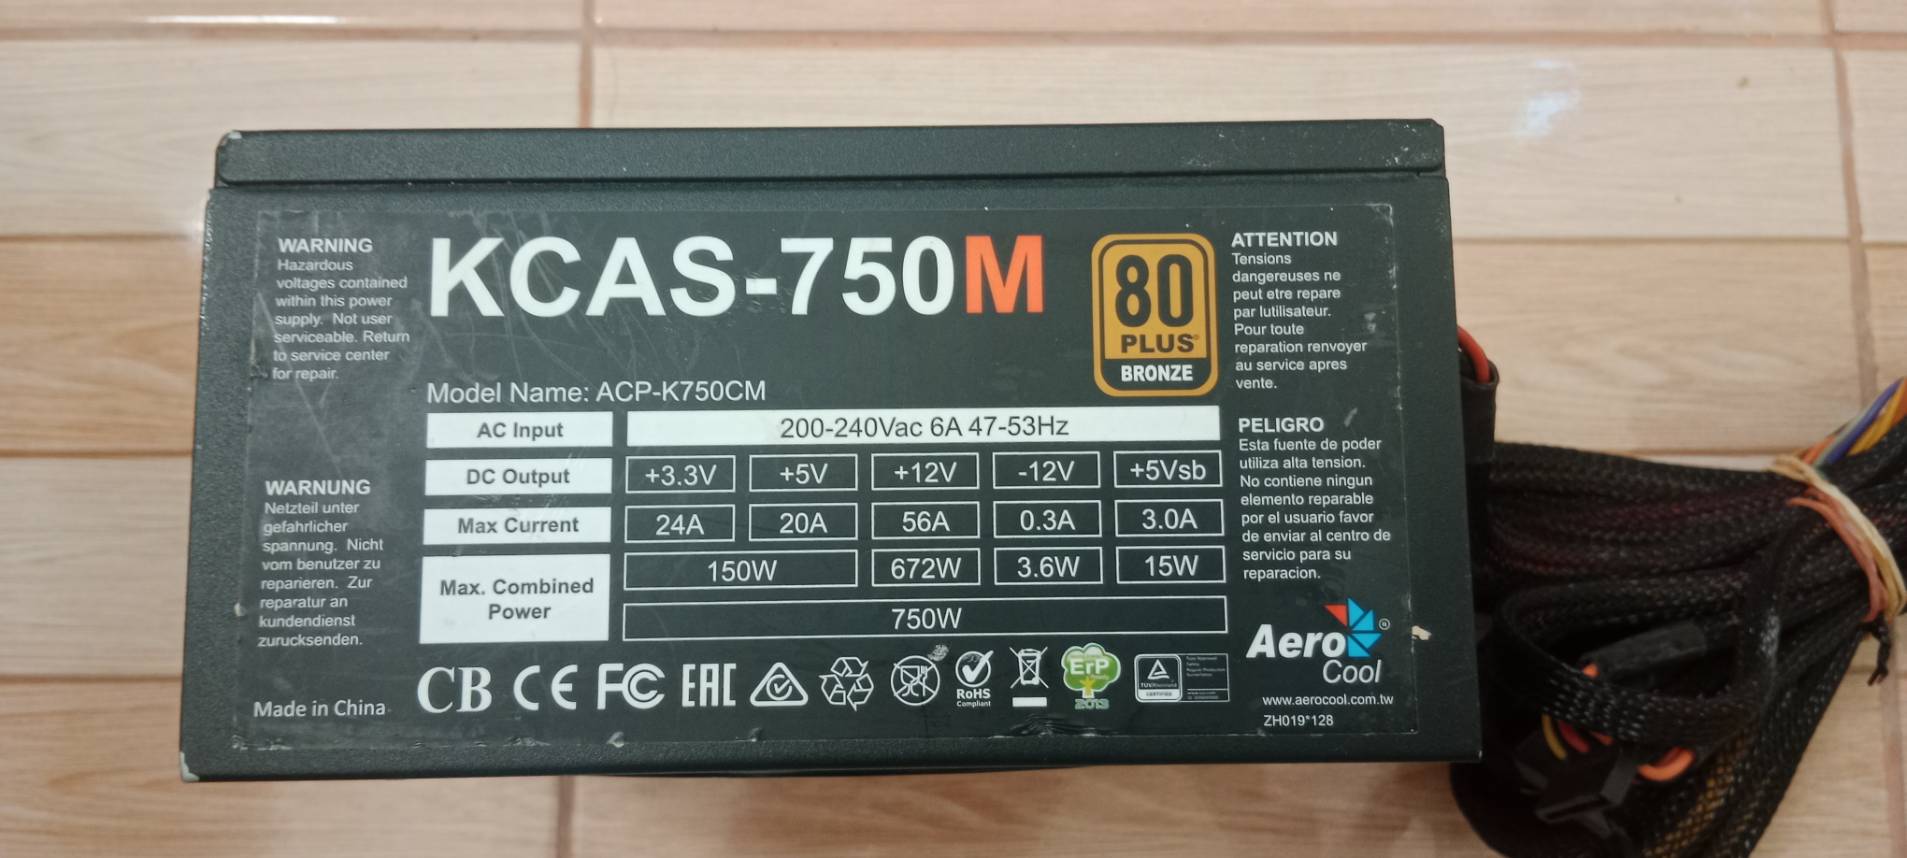 WARNING
Hazardous
voltages contained
within this power
supply. Not user
serviceable. Return
to service center
for repair.
WARNUNG
Netzteil unter
gefahrlicher
spannung. Nicht
vom benutzer zu
reparieren. Zur
reparatur an
kundendienst
zurucksenden.
Made in China
KCAS-750M
80
PLUS
BRONZE
Model Name: ACP-K750CM
AC Input 200-240Vac 6A 47-53Hz
DC Output +3.3V +5V +12V -12V +5Vsb
Max Current 24A 20A 56A 0.3A 3.0A
Max. Combined
Power
150W 672W 3.6W 15W
750W
CB CE FC EAC
RoHS
Compliant
ErP
2013
ATTENTION
Tensions
dangereuses ne
peut etre repare
par lutilisateur.
Pour toute
reparation renvoyer
au service apres
vente.
PELIGRO
Esta fuente de poder
utiliza alta tension.
No contiene ningun
elemento reparable
por el usuario favor
de enviar al centro de
servicio para su
reparacion.
Aero
Cool
www.aerocool.com.tw
ZH019*128